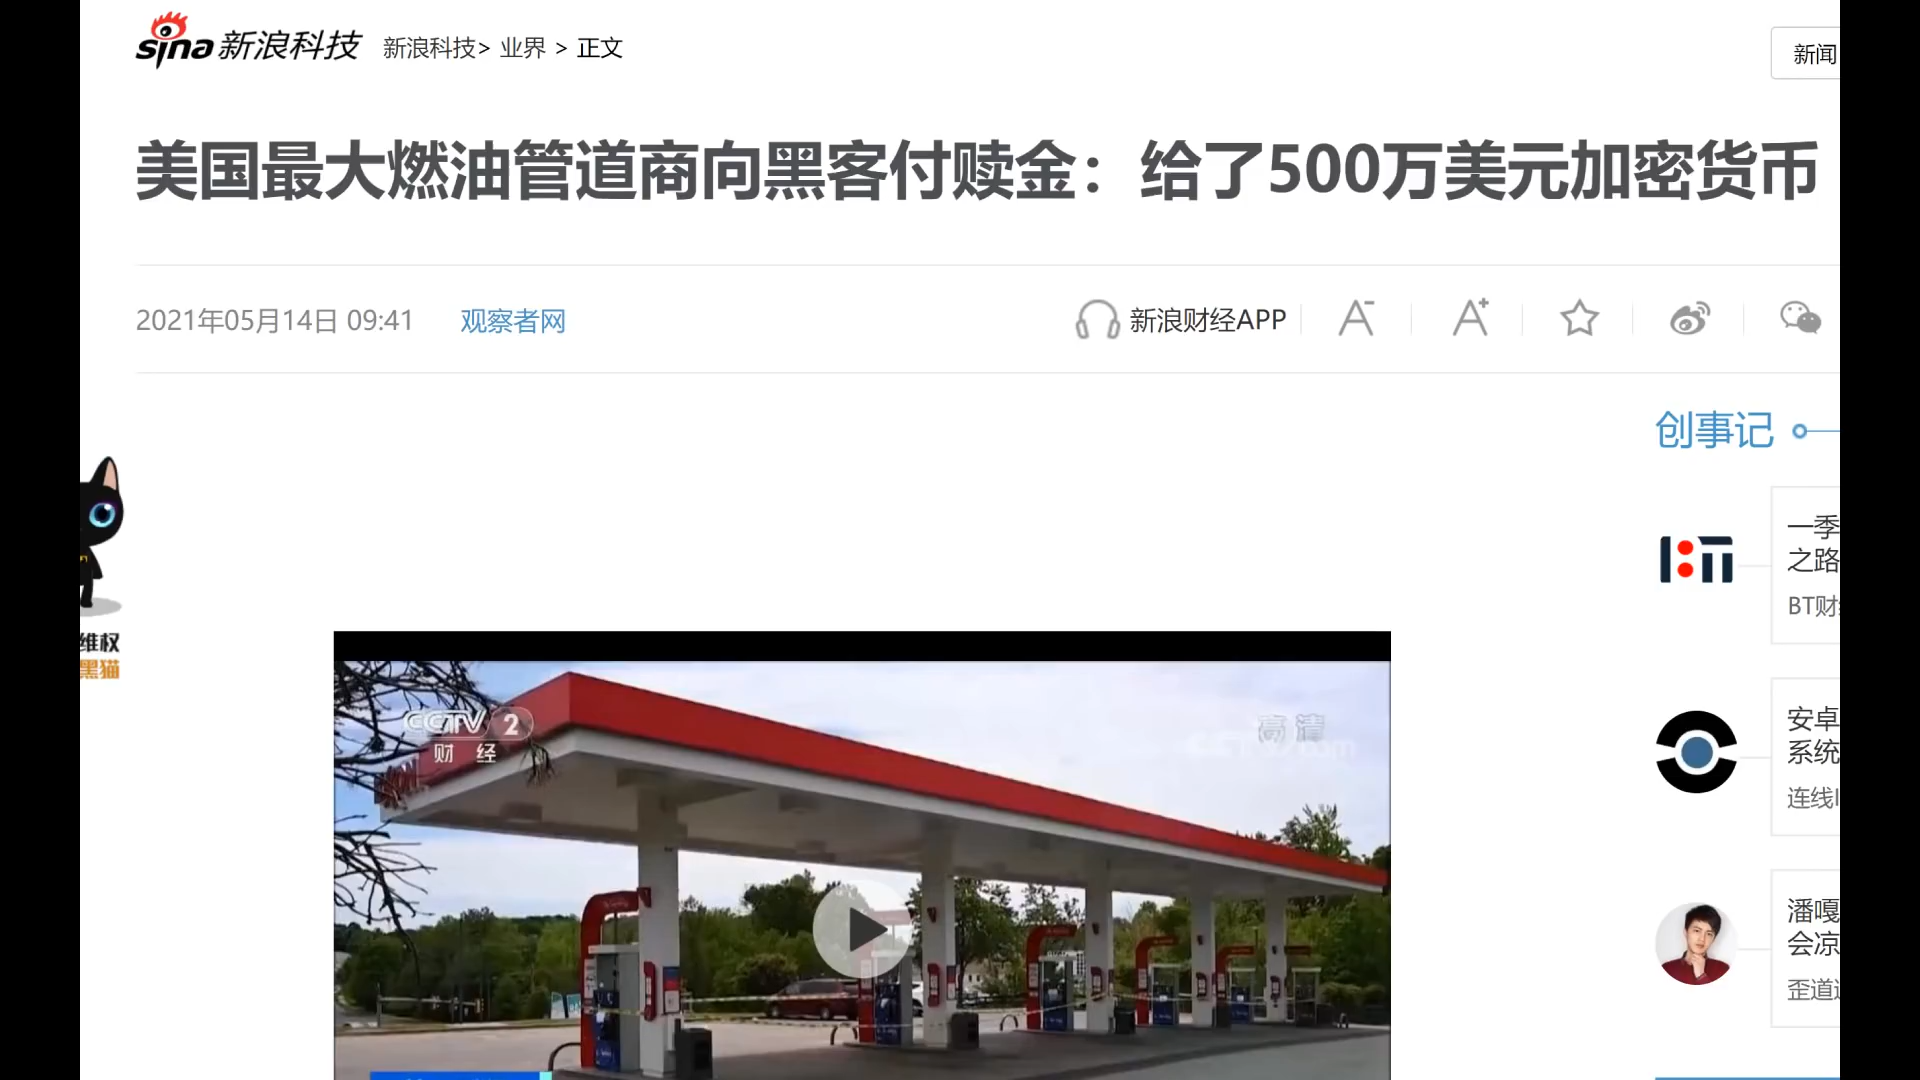 sina新浪科技 新浪科技> 业界 > 正文
新闻
美国最大燃油管道商向黑客付赎金：给了500万美元加密货币
2021年05月14日 09:41 观察者网
新浪财经APP
创事记
一季
之路
BT财
维权
黑猫
CCTV 2
财 经
高清
安卓
系统
连线
潘嘎
会凉
歪道